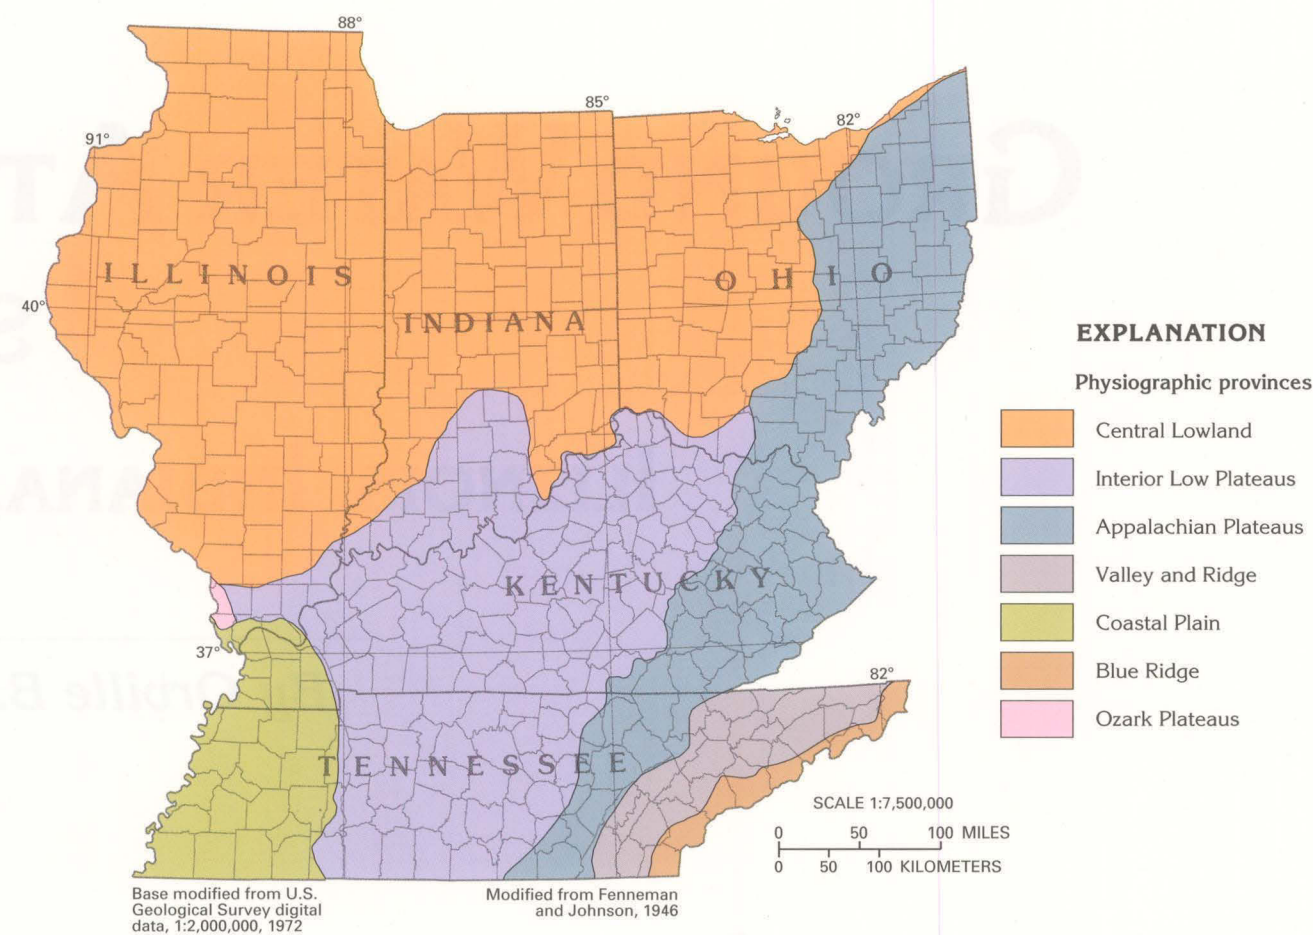 88°
85°
82°
91°
ILLINOIS
OHIO
40°
INDIANA
EXPLANATION
Physiographic provinces
Central Lowland
Interior Low Plateaus
Appalachian Plateaus
Valley and Ridge
Coastal Plain
Blue Ridge
Ozark Plateaus
KENTUCKY
37°
82°
TENNESSEE
SCALE 1:7,500,000
0 50 100 MILES
0 50 100 KILOMETERS
Base modified from U.S.
Geological Survey digital
data, 1:2,000,000, 1972
Modified from Fenneman
and Johnson, 1946